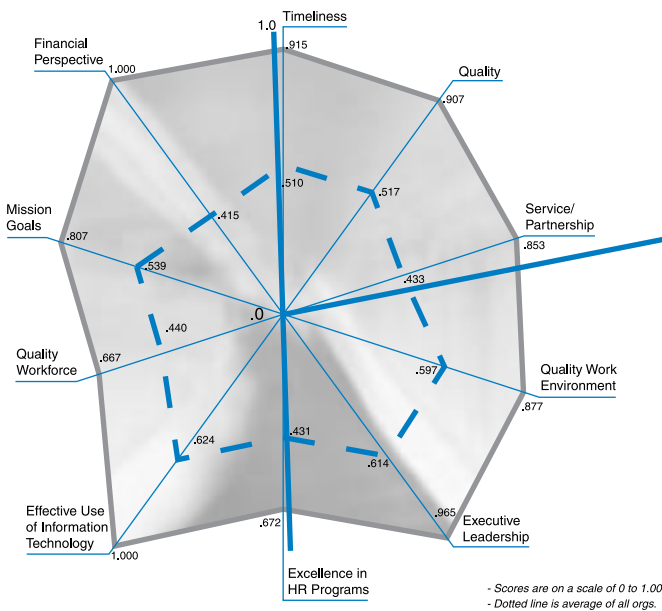 1.0
Timeliness
.915
Financial
Perspective
1.000
Quality
.907
.510
.517
.415
Mission
Goals
.807
.539
Service/
Partnership
.853
.433
.0
.440
Quality
Workforce
.667
.597
Quality Work
Environment
.877
.624
.431
.614
Effective Use
of Information
Technology
1.000
.672
.965
Executive
Leadership
Excellence in
HR Programs
- Scores are on a scale of 0 to 1.00
- Dotted line is average of all orgs.